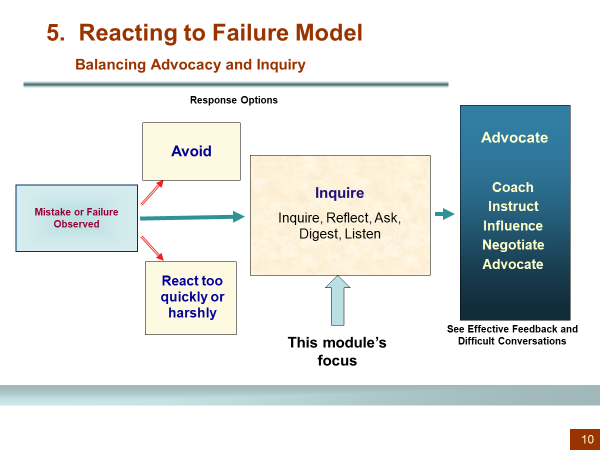 5. Reacting to Failure Model
Balancing Advocacy and Inquiry
Response Options
Avoid
Mistake or Failure
Observed
React too
quickly or
harshly
Inquire
Inquire, Reflect, Ask,
Digest, Listen
This module's
focus
Advocate
Coach
Instruct
Influence
Negotiate
Advocate
See Effective Feedback and
Difficult Conversations
10